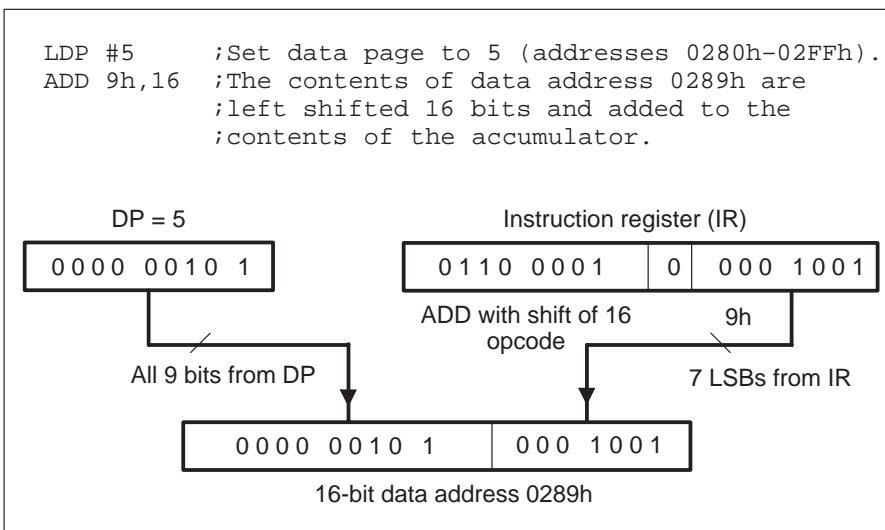 LDP #5 ;Set data page to 5 (addresses 0280h–02FFh).
ADD 9h,16 ;The contents of data address 0289h are
;left shifted 16 bits and added to the
;contents of the accumulator.
DP = 5
Instruction register (IR)
0000 0010 1
0110 0001 0 000 1001
ADD with shift of 16
opcode
9h
All 9 bits from DP
7 LSBs from IR
0000 0010 1 000 1001
16-bit data address 0289h